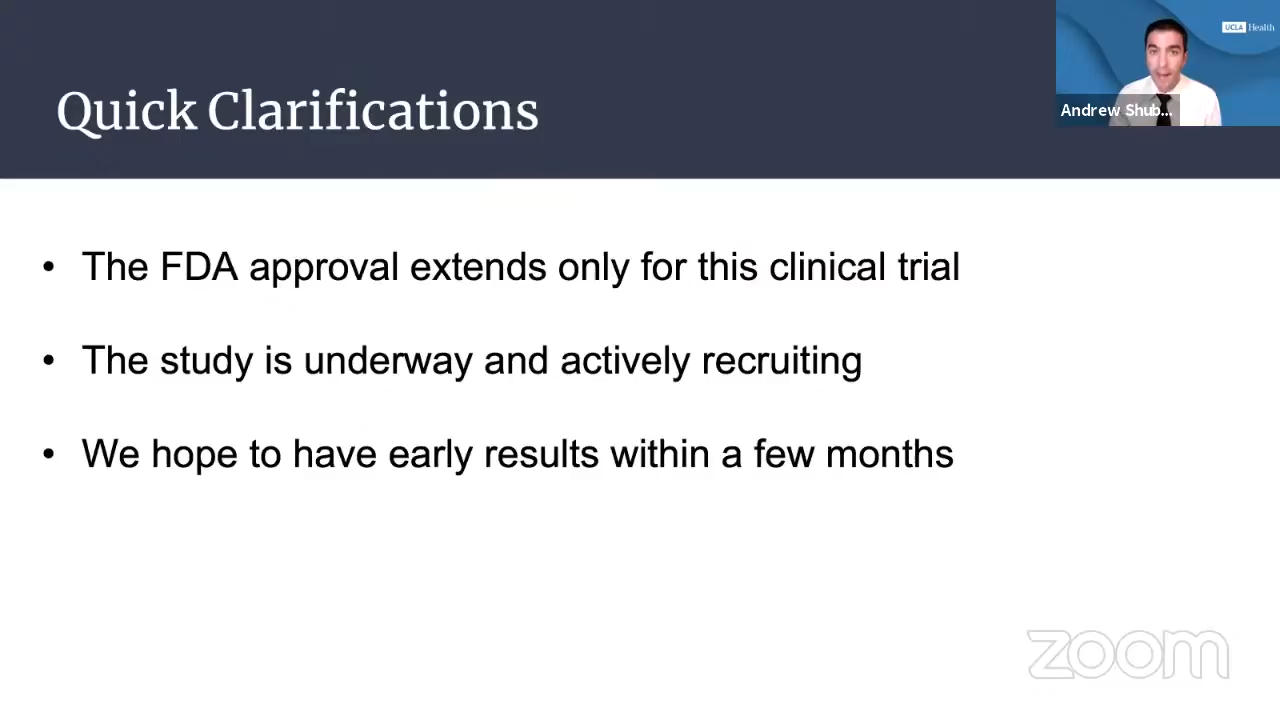 UCLA Health
Quick Clarifications
Andrew Shub...
• The FDA approval extends only for this clinical trial
• The study is underway and actively recruiting
• We hope to have early results within a few months
zoom